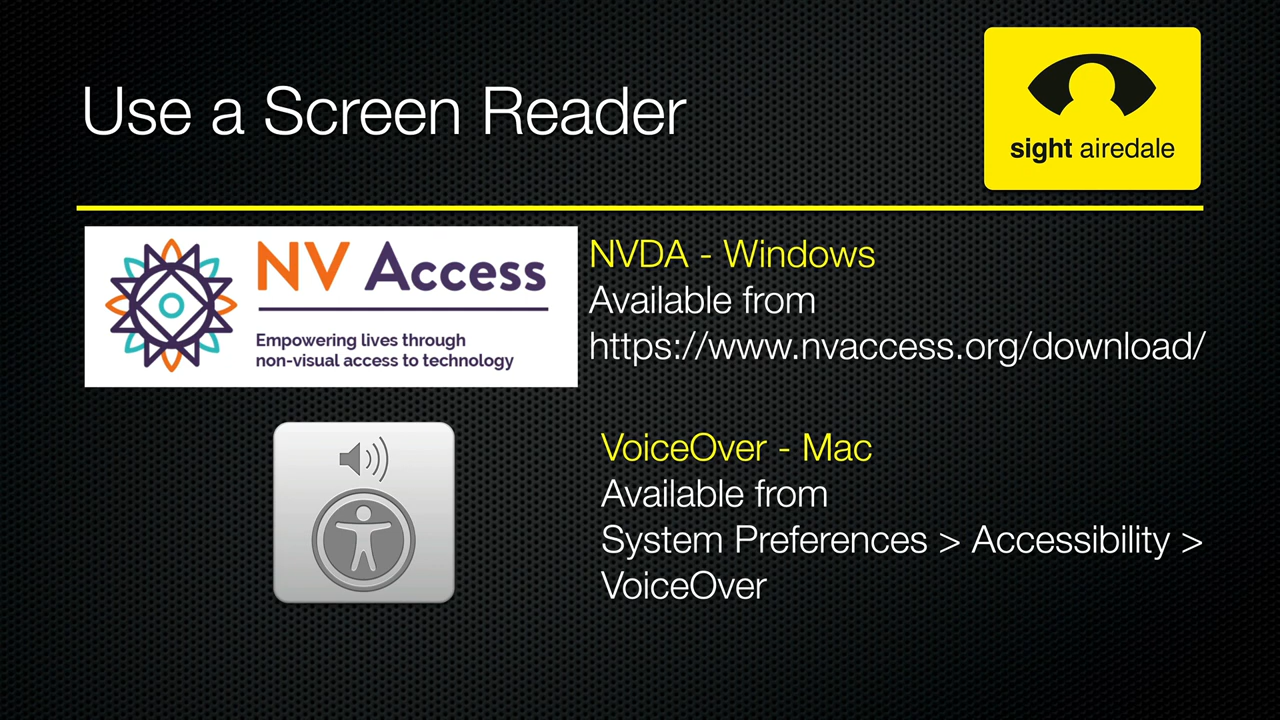 Use a Screen Reader
sight airedale
NV Access
Empowering lives through
non-visual access to technology
NVDA - Windows
Available from
https://www.nvaccess.org/download/
VoiceOver - Mac
Available from
System Preferences > Accessibility >
VoiceOver